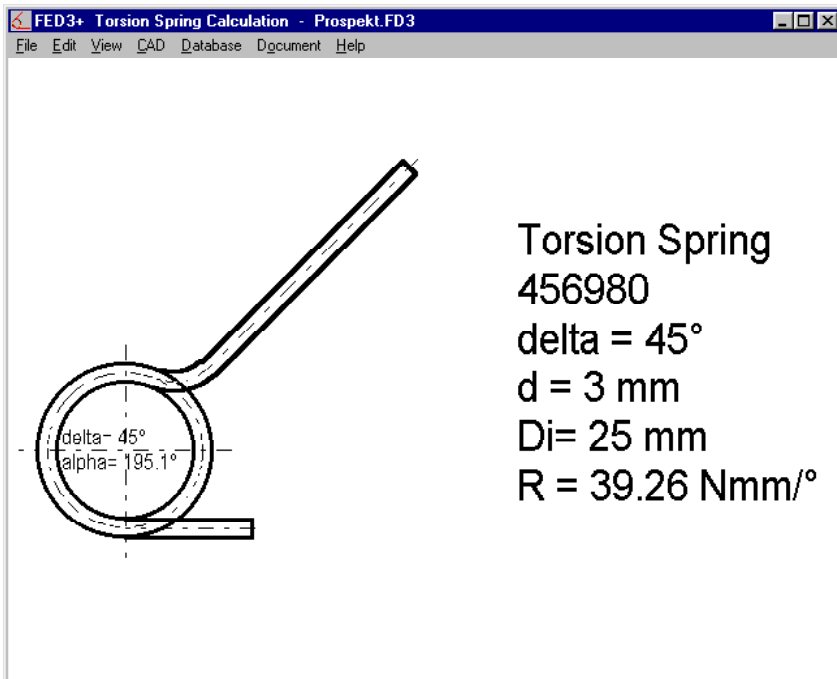 FED3+ Torsion Spring Calculation - Prospekt.FD3
File Edit View CAD Database Document Help
Torsion Spring
456980
delta = 45°
d = 3 mm
Di= 25 mm
R = 39.26 Nmm/°
delta= 45°
alpha= 195.1°